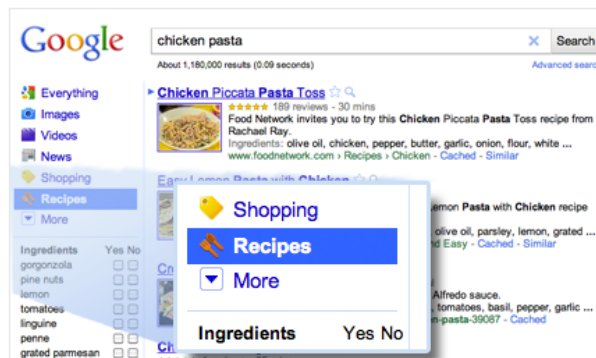 Google
chicken pasta
Search
About 1,180,000 results (0.09 seconds)
Advanced searc
Everything
Images
Videos
News
Shopping
Recipes
More
Ingredients Yes No
gorgonzola
pine nuts
lemon
tomatoes
linguine
penne
grated parmesan
Chicken Piccata Pasta Toss
189 reviews - 30 mins
Food Network invites you to try this Chicken Piccata Pasta Toss recipe from
Rachael Ray.
Ingredients: olive oil, chicken, pepper, butter, garlic, onion, flour, white ...
www.foodnetwork.com › Recipes › Chicken - Cached - Similar
Easy Lemon Pasta with Chicken
emon Pasta with Chicken recipe
olive oil, parsley, lemon, grated ...
nd Easy - Cached - Similar
Cr
Alfredo sauce.
, tomatoes, basil, pepper, garlic ...
n-pasta-39087 - Cached
Ch
Shopping
Recipes
More
Ingredients Yes No